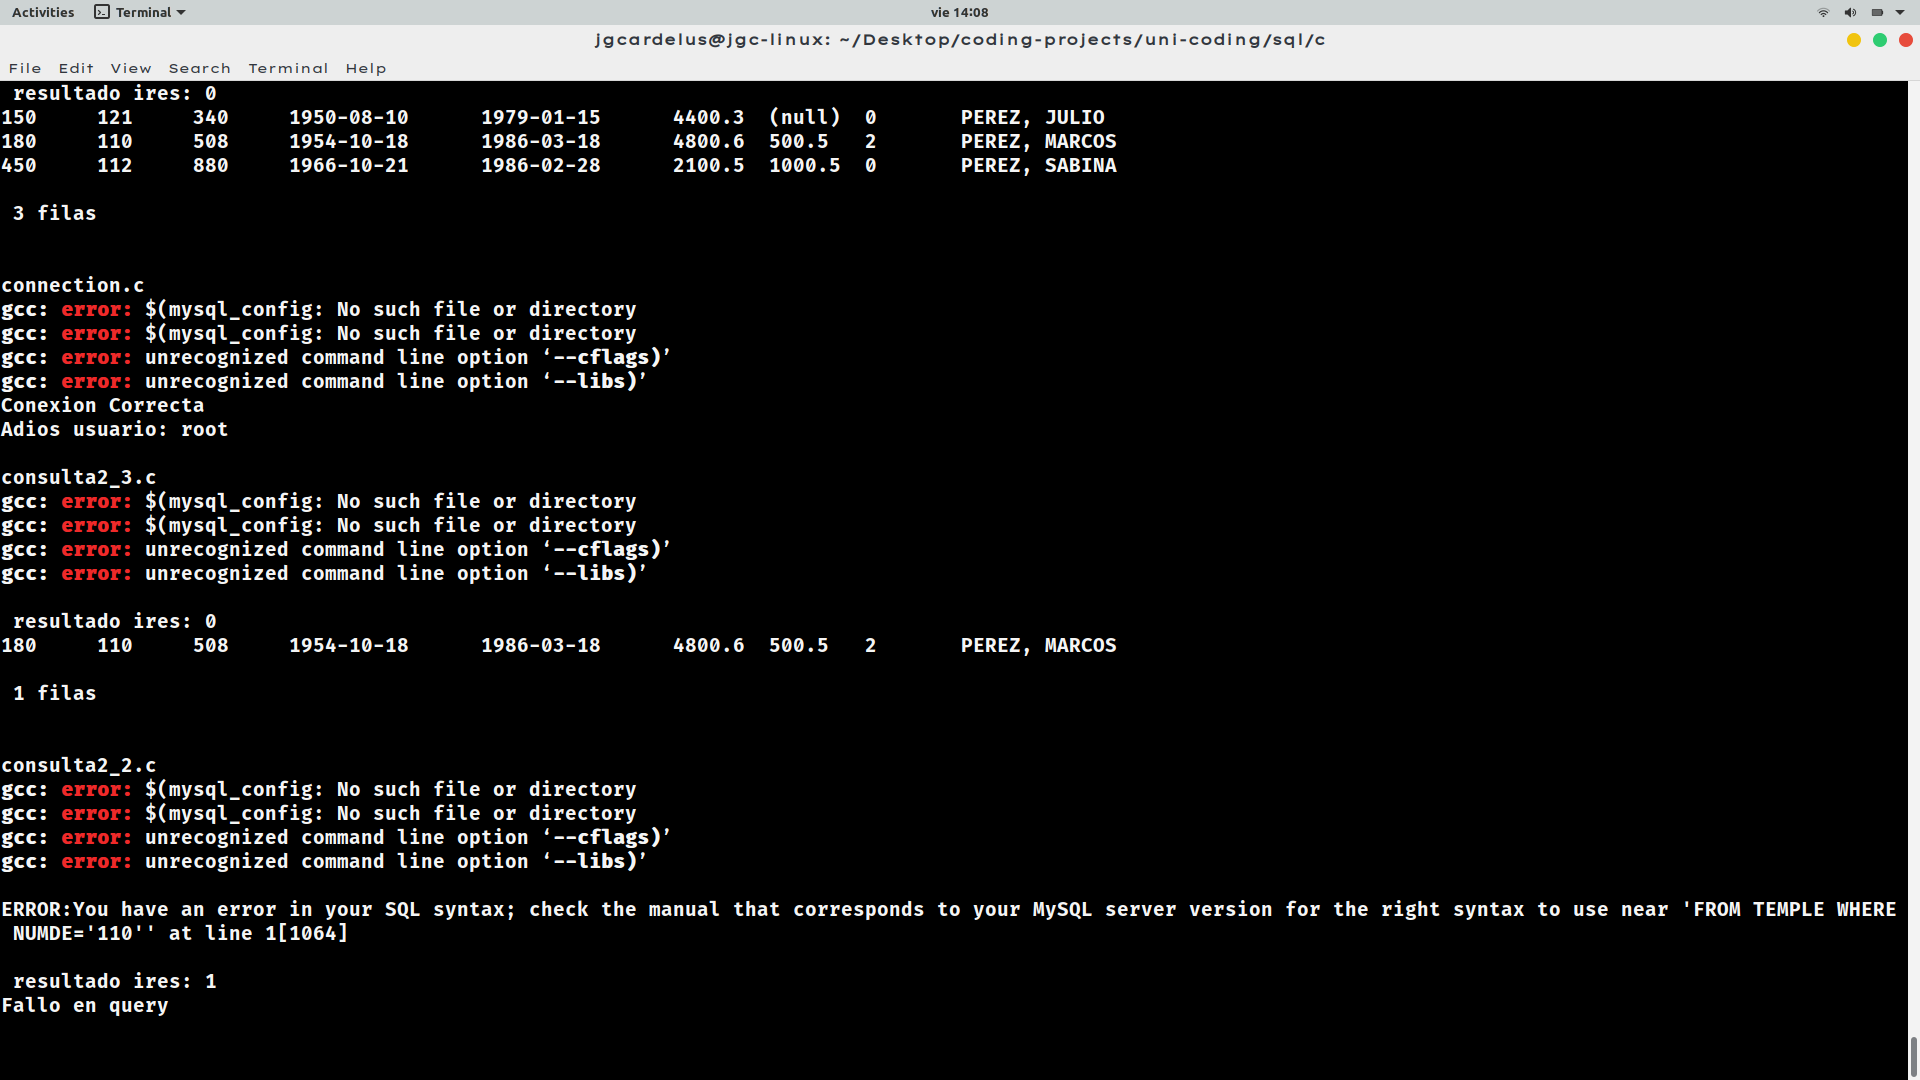 Activities Terminal vie 14:08
jgcardelus@jgc-linux: ~/Desktop/coding-projects/uni-coding/sql/c
File Edit View Search Terminal Help
resultado ires: 0
150 121 340 1950-08-10 1979-01-15 4400.3 (null) 0 PEREZ, JULIO
180 110 508 1954-10-18 1986-03-18 4800.6 500.5 2 PEREZ, MARCOS
450 112 880 1966-10-21 1986-02-28 2100.5 1000.5 0 PEREZ, SABINA
3 filas
connection.c
gcc: error: $(mysql_config: No such file or directory
gcc: error: $(mysql_config: No such file or directory
gcc: error: unrecognized command line option ‘--cflags)’
gcc: error: unrecognized command line option ‘--libs)’
Conexion Correcta
Adios usuario: root
consulta2_3.c
gcc: error: $(mysql_config: No such file or directory
gcc: error: $(mysql_config: No such file or directory
gcc: error: unrecognized command line option ‘--cflags)’
gcc: error: unrecognized command line option ‘--libs)’
resultado ires: 0
180 110 508 1954-10-18 1986-03-18 4800.6 500.5 2 PEREZ, MARCOS
1 filas
consulta2_2.c
gcc: error: $(mysql_config: No such file or directory
gcc: error: $(mysql_config: No such file or directory
gcc: error: unrecognized command line option ‘--cflags)’
gcc: error: unrecognized command line option ‘--libs)’
ERROR:You have an error in your SQL syntax; check the manual that corresponds to your MySQL server version for the right syntax to use near 'FROM TEMPLE WHERE
NUMDE='110'' at line 1[1064]
resultado ires: 1
Fallo en query